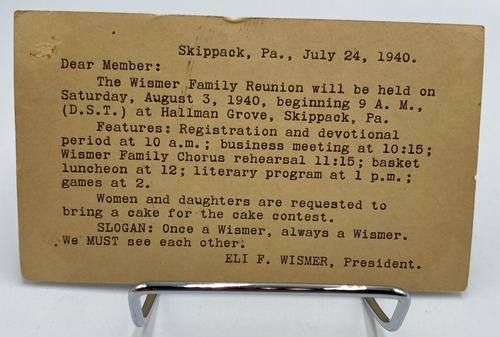 Skippack, Pa., July 24, 1940.
Dear Member:
The Wismer Family Reunion will be held on
Saturday, August 3, 1940, beginning 9 A. M.,
(D.S.T.) at Hallman Grove, Skippack, Pa.
Features: Registration and devotional
period at 10 a.m.; business meeting at 10:15;
Wismer Family Chorus rehearsal 11:15; basket
luncheon at 12; literary program at 1 p.m.;
games at 2.
Women and daughters are requested to
bring a cake for the cake contest.
SLOGAN: Once a Wismer, always a Wismer.
We MUST see each other.
ELI F. WISMER, President.